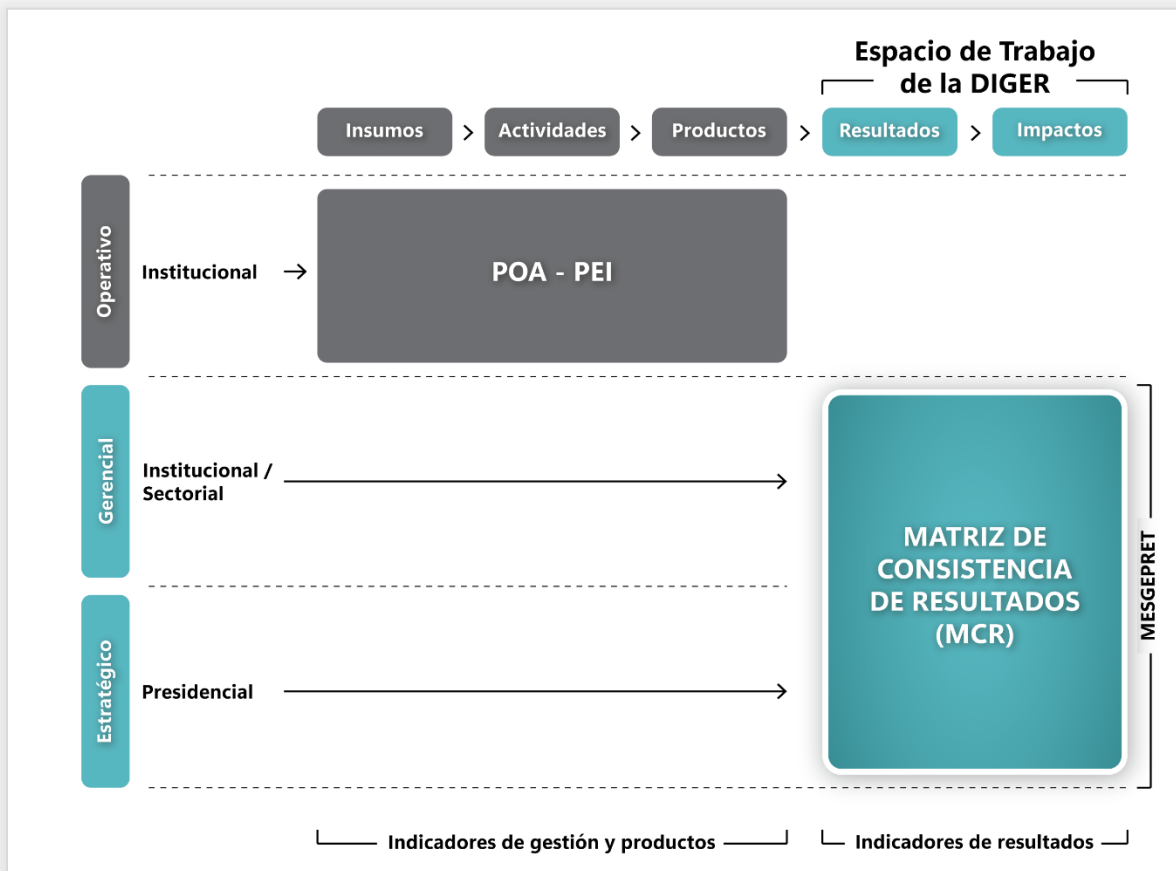 Espacio de Trabajo
de la DIGER
Insumos > Actividades > Productos > Resultados > Impactos
Operativo
Institucional
POA - PEI
Gerencial
Institucional /
Sectorial
MATRIZ DE
CONSISTENCIA
DE RESULTADOS
(MCR)
MESGEPRET
Estratégico
Presidencial
Indicadores de gestión y productos
Indicadores de resultados